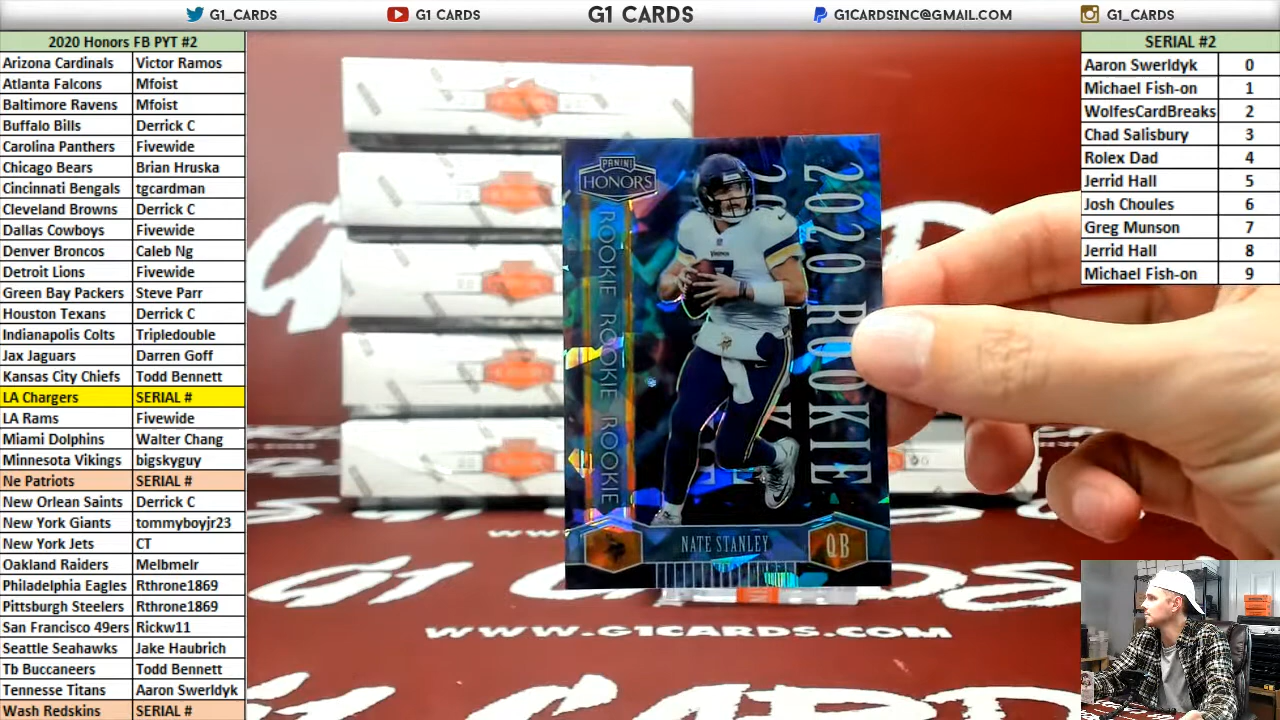 G1_CARDS
G1 CARDS
G1 CARDS
G1CARDSINC@GMAIL.COM
G1_CARDS
2020 Honors FB PYT #2
Arizona Cardinals Victor Ramos
Atlanta Falcons Mfoist
Baltimore Ravens Mfoist
Buffalo Bills Derrick C
Carolina Panthers Fivewide
Chicago Bears Brian Hruska
Cincinnati Bengals tgcardman
Cleveland Browns Derrick C
Dallas Cowboys Fivewide
Denver Broncos Caleb Ng
Detroit Lions Fivewide
Green Bay Packers Steve Parr
Houston Texans Derrick C
Indianapolis Colts Tripledouble
Jax Jaguars Darren Goff
Kansas City Chiefs Todd Bennett
LA Chargers SERIAL #
LA Rams Fivewide
Miami Dolphins Walter Chang
Minnesota Vikings bigskyguy
Ne Patriots SERIAL #
New Orlean Saints Derrick C
New York Giants tommyboyjr23
New York Jets CT
Oakland Raiders Melbmelr
Philadelphia Eagles Rthrone1869
Pittsburgh Steelers Rthrone1869
San Francisco 49ers Rickw11
Seattle Seahawks Jake Haubrich
Tb Buccaneers Todd Bennett
Tennesse Titans Aaron Swerldyk
Wash Redskins SERIAL #
SERIAL #2
Aaron Swerldyk 0
Michael Fish-on 1
WolfesCardBreaks 2
Chad Salisbury 3
Rolex Dad 4
Jerrid Hall 5
Josh Choules 6
Greg Munson 7
Jerrid Hall 8
Michael Fish-on 9
PANINI
HONORS
ROOKIE ROOKIE ROOKIE
2020 ROOKIE
NATE STANLEY
QB
G1 CARDS
WWW.G1CARDS.COM
G1 CARDS